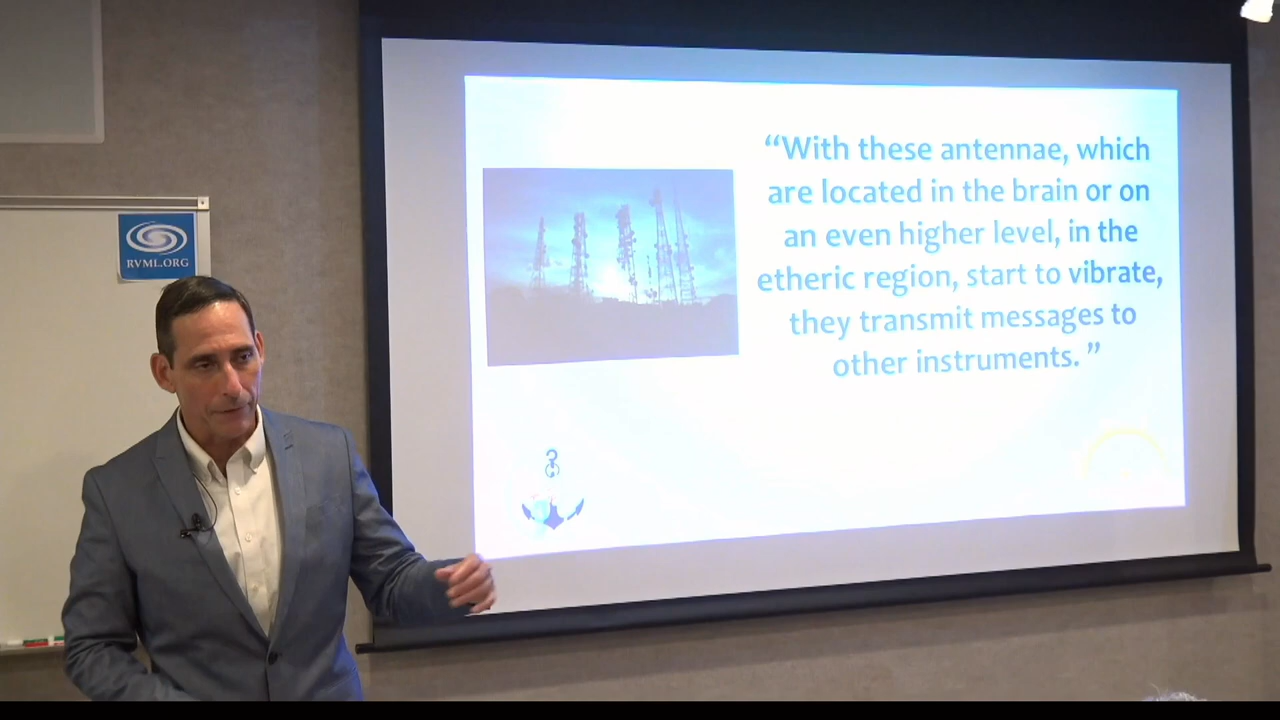 “With these antennae, which
are located in the brain or on
an even higher level, in the
etheric region, start to vibrate,
they transmit messages to
other instruments. ”
RVML.ORG